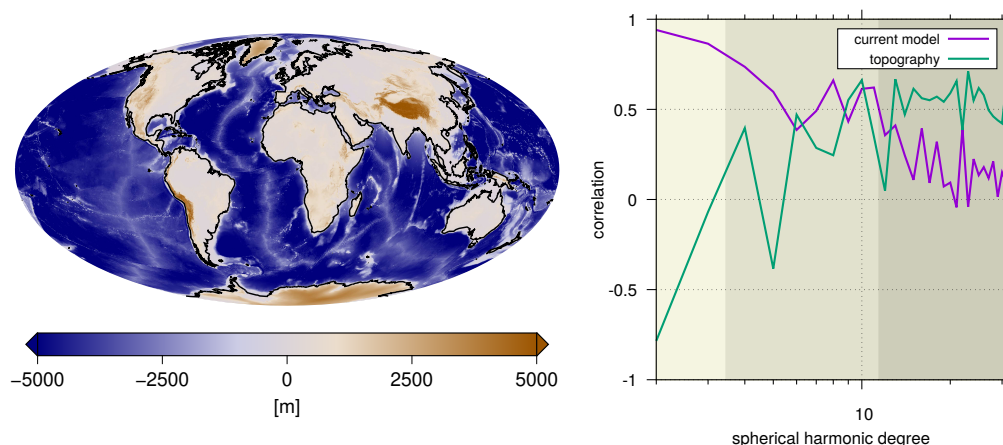 −5000 −2500 0 2500 5000
[m]
1
0.5
0
-0.5
-1
correlation
current model
topography
10
spherical harmonic degree